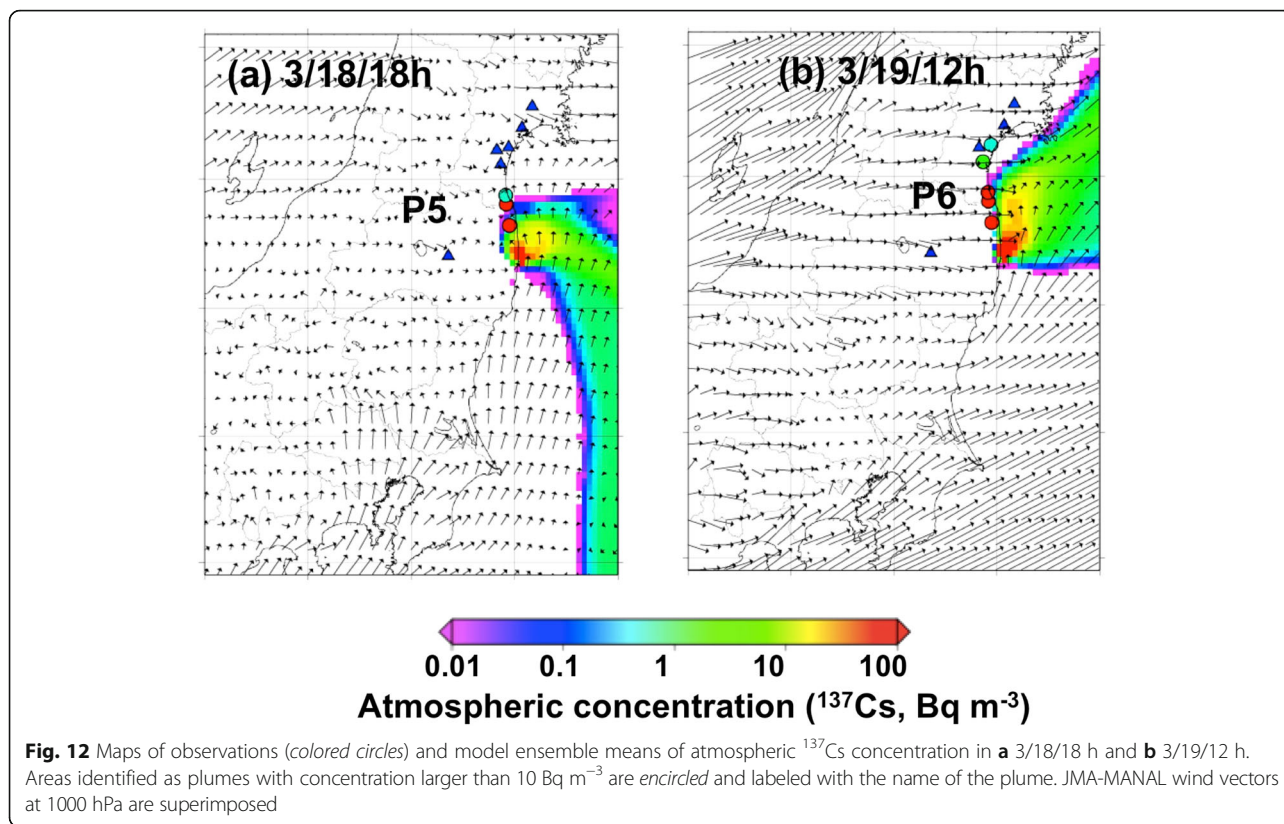 (a) 3/18/18h
(b) 3/19/12h
P5
P6
0.01 0.1 1 10 100
Atmospheric concentration (¹³⁷Cs, Bq m⁻³)
Fig. 12 Maps of observations (colored circles) and model ensemble means of atmospheric ¹³⁷Cs concentration in a 3/18/18 h and b 3/19/12 h.
Areas identified as plumes with concentration larger than 10 Bq m⁻³ are encircled and labeled with the name of the plume. JMA-MANAL wind vectors
at 1000 hPa are superimposed